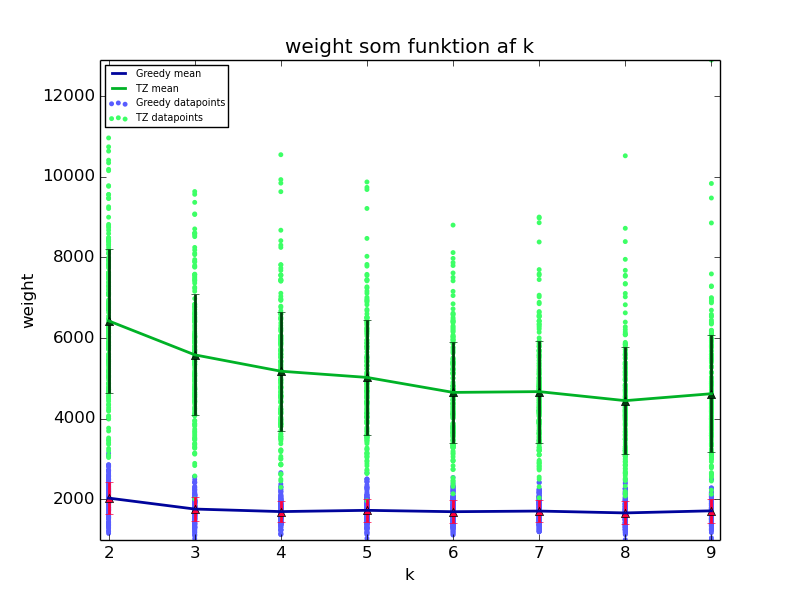 weight som funktion af k
Greedy mean
TZ mean
Greedy datapoints
TZ datapoints
12000
10000
8000
6000
4000
2000
weight
2 3 4 5 6 7 8 9
k